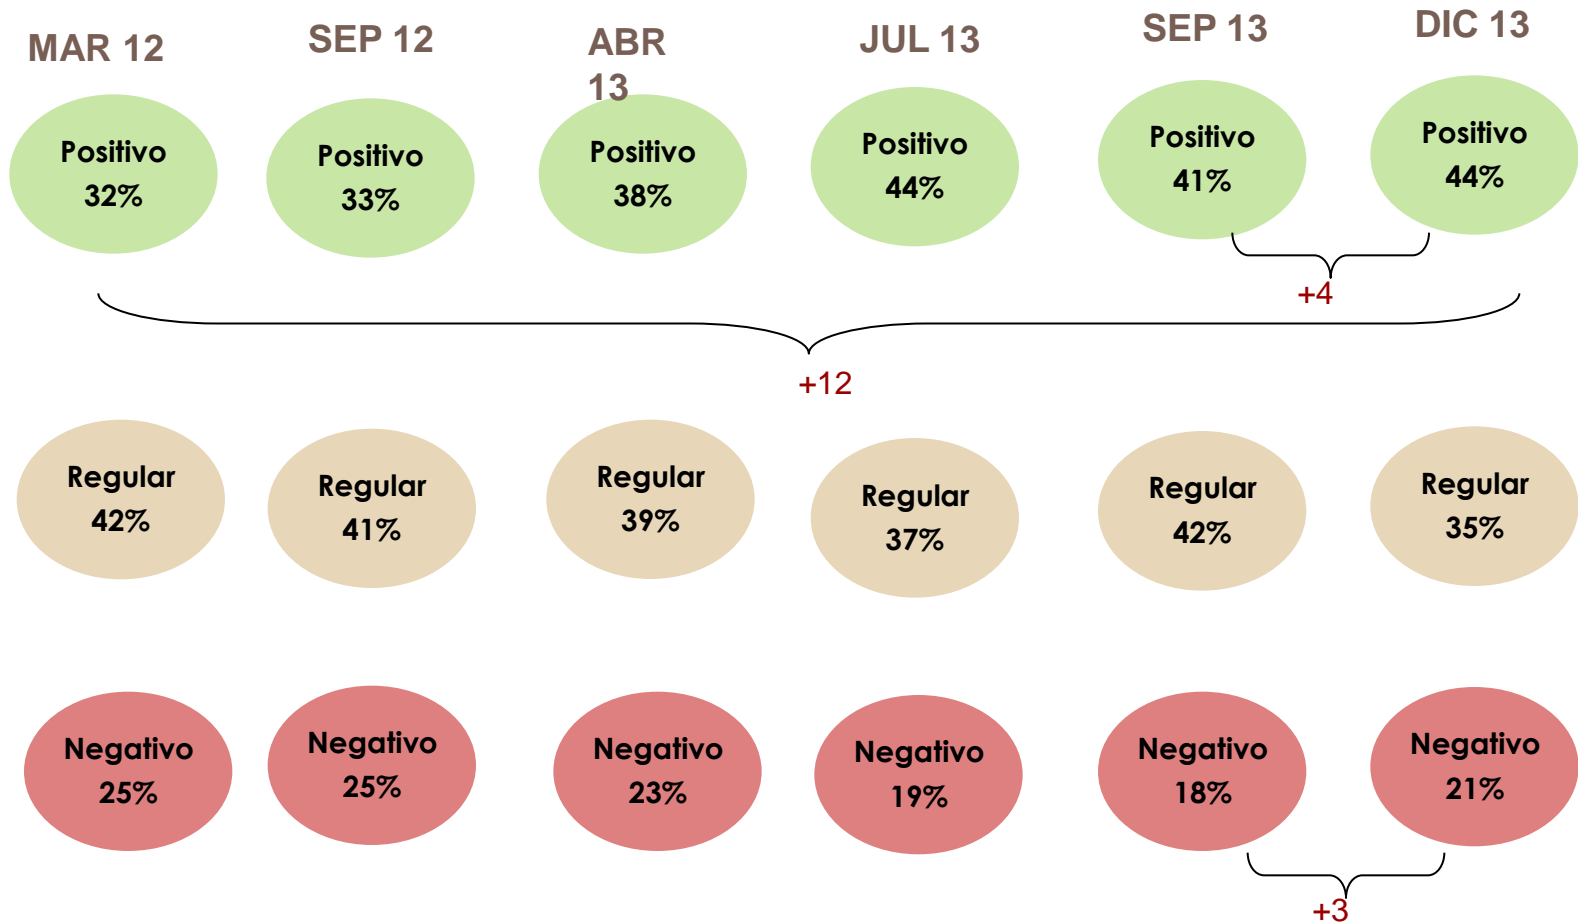 MAR 12
SEP 12
ABR
13
JUL 13
SEP 13
DIC 13
Positivo
32%
Positivo
33%
Positivo
38%
Positivo
44%
Positivo
41%
Positivo
44%
+4
+12
Regular
42%
Regular
41%
Regular
39%
Regular
37%
Regular
42%
Regular
35%
Negativo
25%
Negativo
25%
Negativo
23%
Negativo
19%
Negativo
18%
Negativo
21%
+3